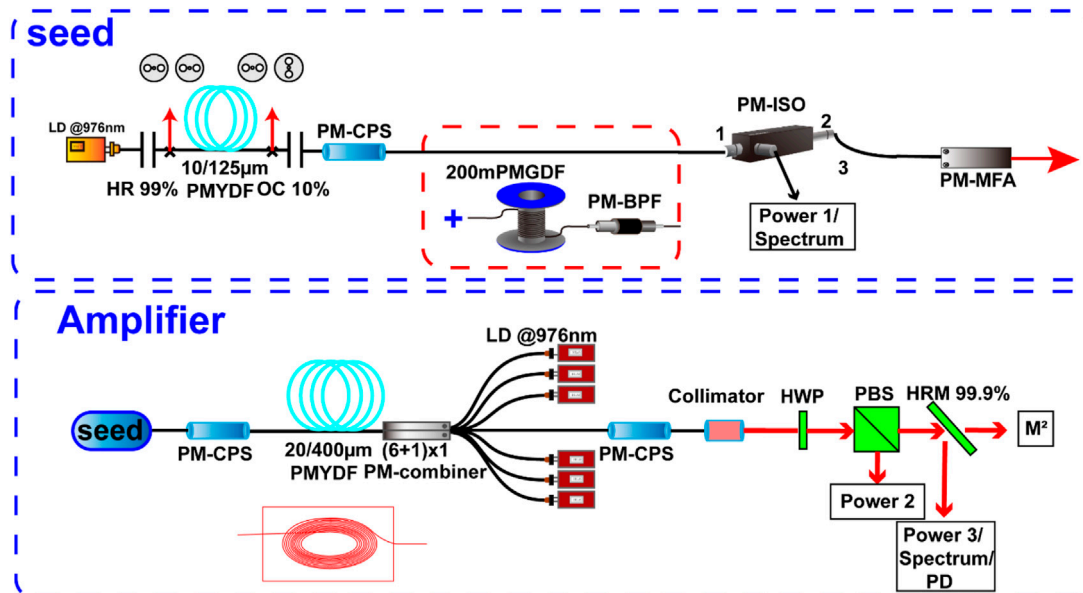 seed
LD @976nm
HR 99%
10/125μm
PMYDF
OC 10%
PM-CPS
200mPMGDF
+
PM-BPF
PM-ISO
1
2
3
Power 1/
Spectrum
PM-MFA
Amplifier
seed
PM-CPS
20/400μm
PMYDF
(6+1)x1
PM-combiner
LD @976nm
PM-CPS
Collimator
HWP
PBS
HRM 99.9%
M²
Power 2
Power 3/
Spectrum/
PD